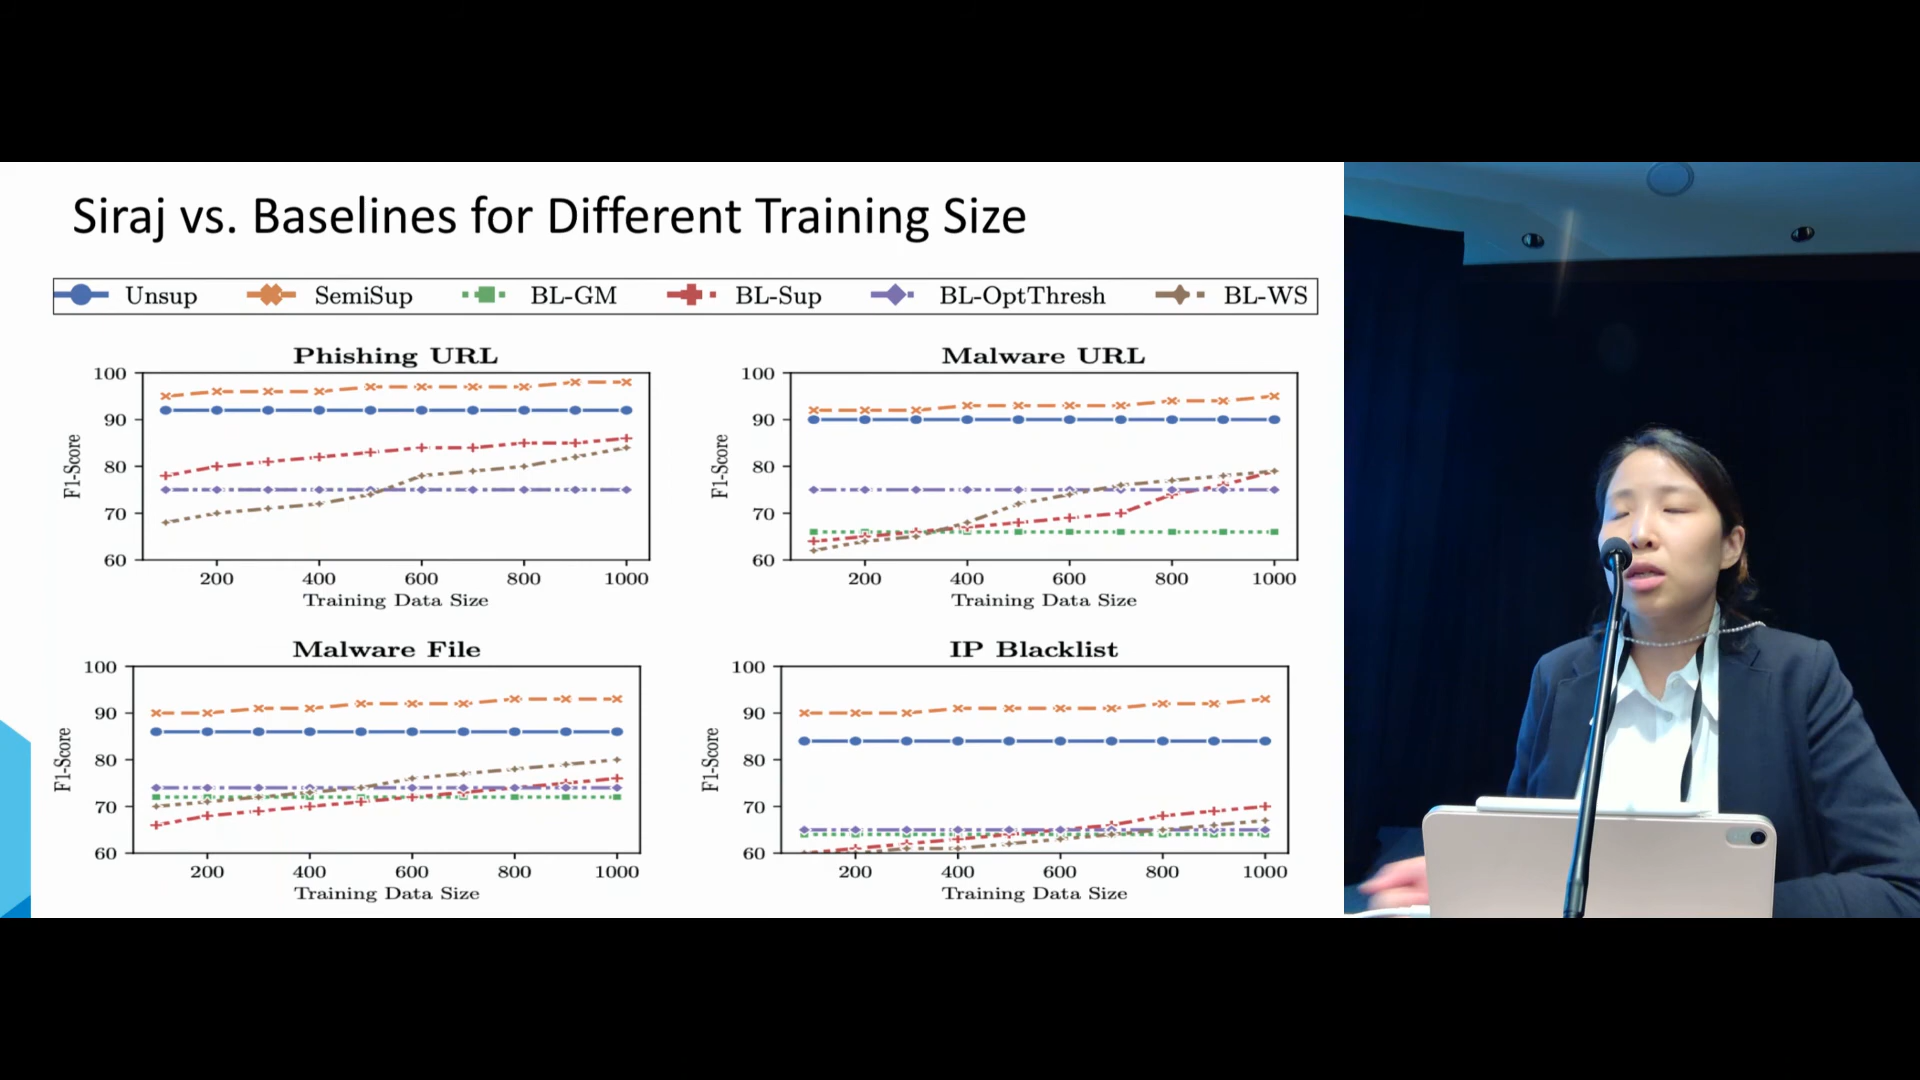 Siraj vs. Baselines for Different Training Size
Unsup SemiSup BL-GM BL-Sup BL-OptThresh BL-WS
Phishing URL
100
90
80
70
60
F1-Score
200 400 600 800 1000
Training Data Size
Malware URL
100
90
80
70
60
F1-Score
200 400 600 800 1000
Training Data Size
Malware File
100
90
80
70
60
F1-Score
200 400 600 800 1000
Training Data Size
IP Blacklist
100
90
80
70
60
F1-Score
200 400 600 800 1000
Training Data Size